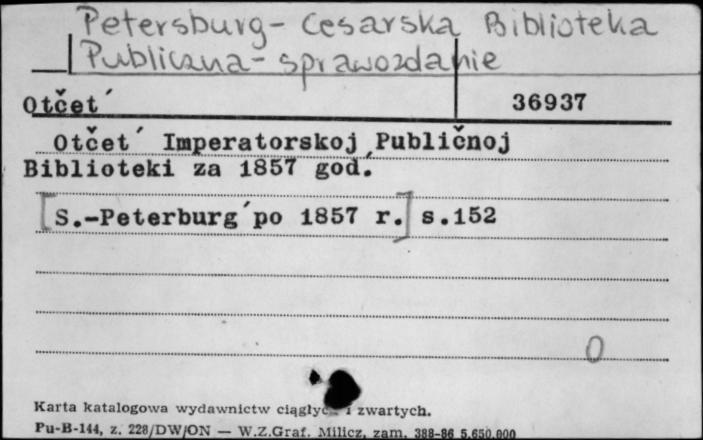 Petersburg - Cesarska Biblioteka
Publiczna - sprawozdanie
Otčet´ 36937
Otčet´ Imperatorskoj Publičnoj
Biblioteki za 1857 god.´
[S.-Peterburg´po 1857 r.] s.152
0
Karta katalogowa wydawnictw ciągłych i zwartych.
Pu-B-144, z. 228/DW/ON — W.Z.Graf. Milicz, zam. 388-86 5.650.000